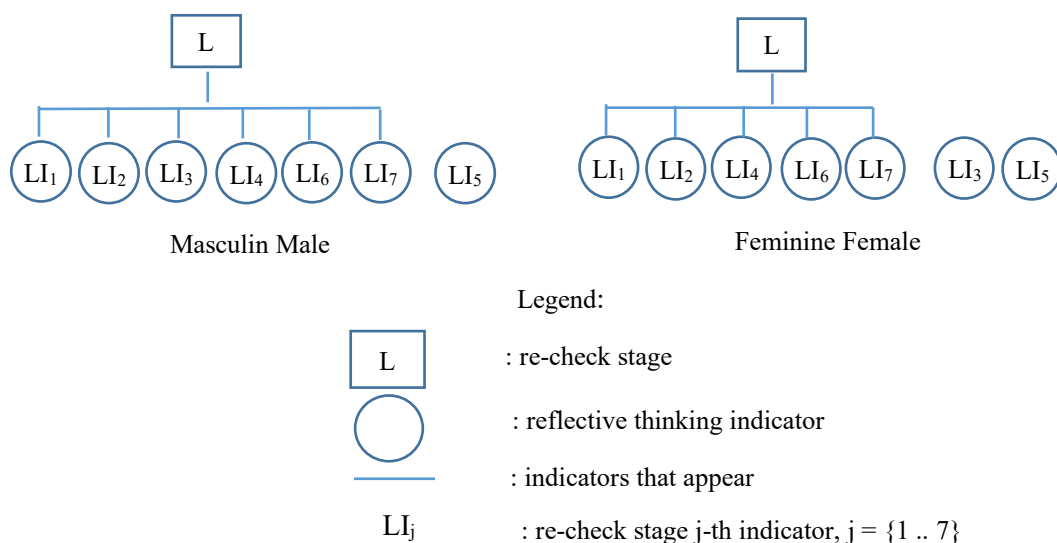 L
L
LI₁ LI₂ LI₃ LI₄ LI₆ LI₇ LI₅
LI₁ LI₂ LI₄ LI₆ LI₇ LI₃ LI₅
Masculin Male
Feminine Female
Legend:
L : re-check stage
: reflective thinking indicator
: indicators that appear
LIⱼ : re-check stage j-th indicator, j = {1 .. 7}